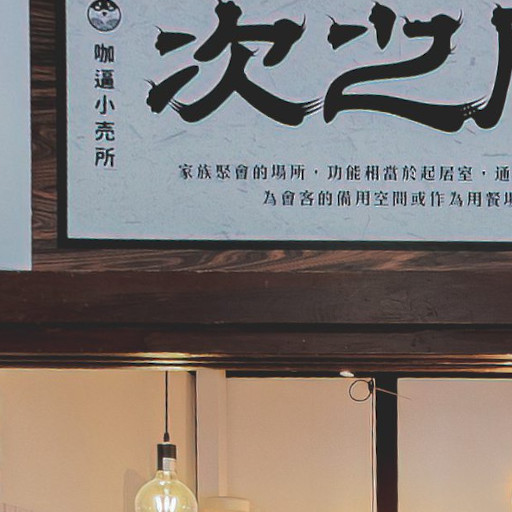 咖逼小売所
次之
家族聚會的場所，功能相當於起居室，通
為會客的備用空間或作為用餐場